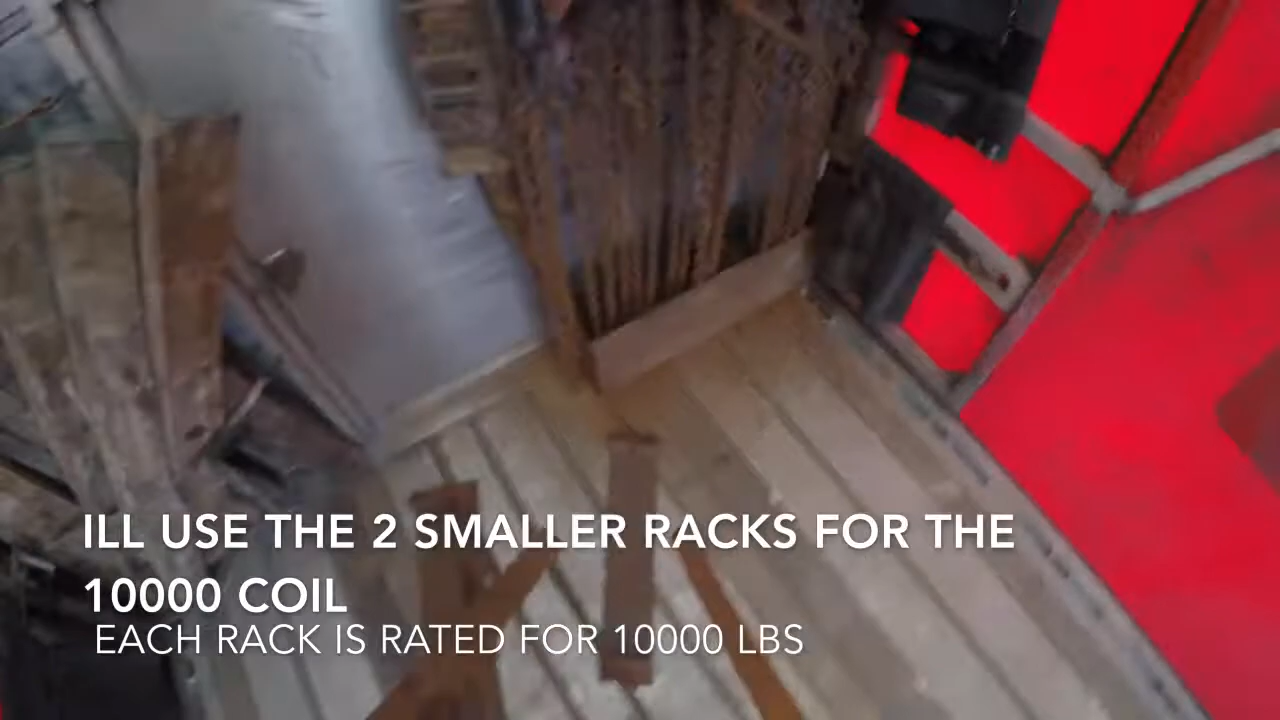 ILL USE THE 2 SMALLER RACKS FOR THE
10000 COIL
EACH RACK IS RATED FOR 10000 LBS